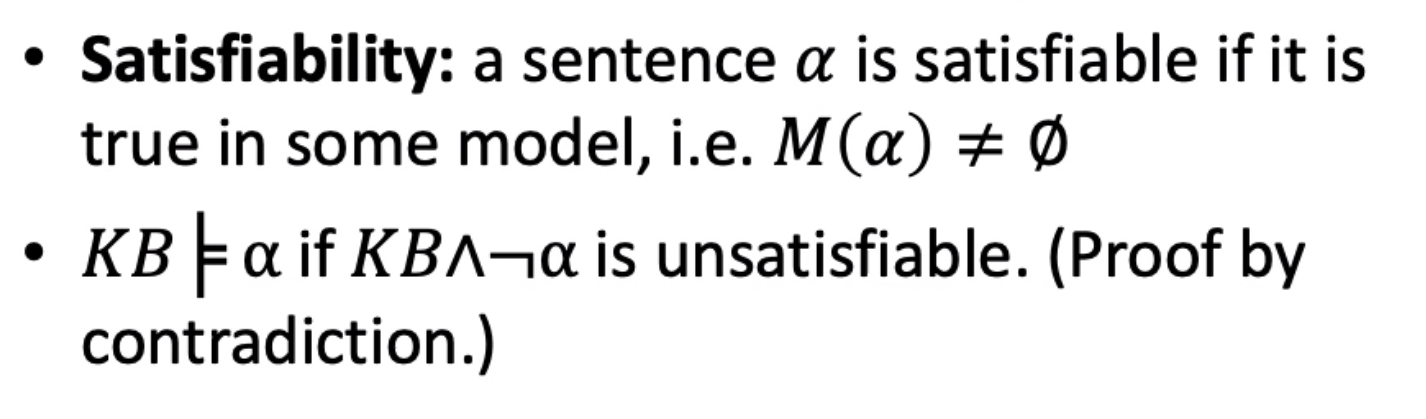 • Satisfiability: a sentence α is satisfiable if it is
true in some model, i.e. M(α) ≠ ∅
• KB ⊨ α if KB∧¬α is unsatisfiable. (Proof by
contradiction.)